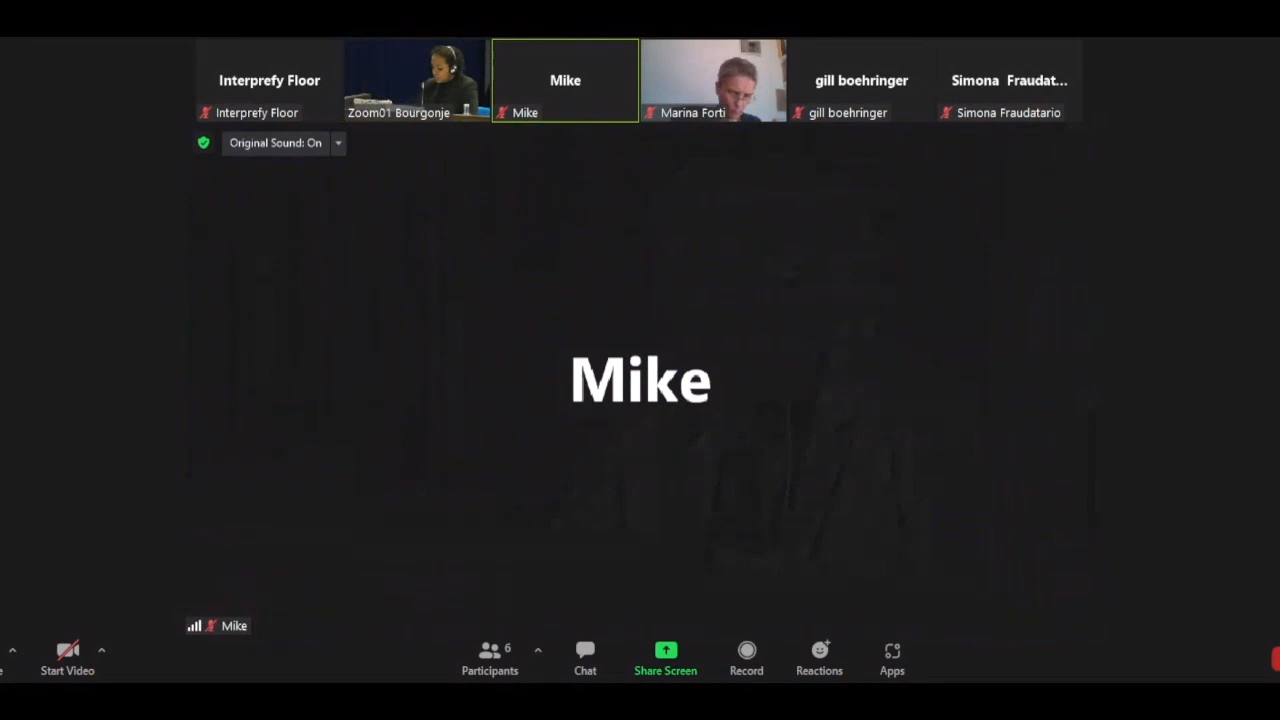 Interprefy Floor
Mike
gill boehringer
Simona Fraudat...
Interprefy Floor
Zoom01 Bourgonje
Mike
Marina Forti
gill boehringer
Simona Fraudatario
Original Sound: On
Mike
Mike
Start Video
6
Participants
Chat
Share Screen
Record
Reactions
Apps